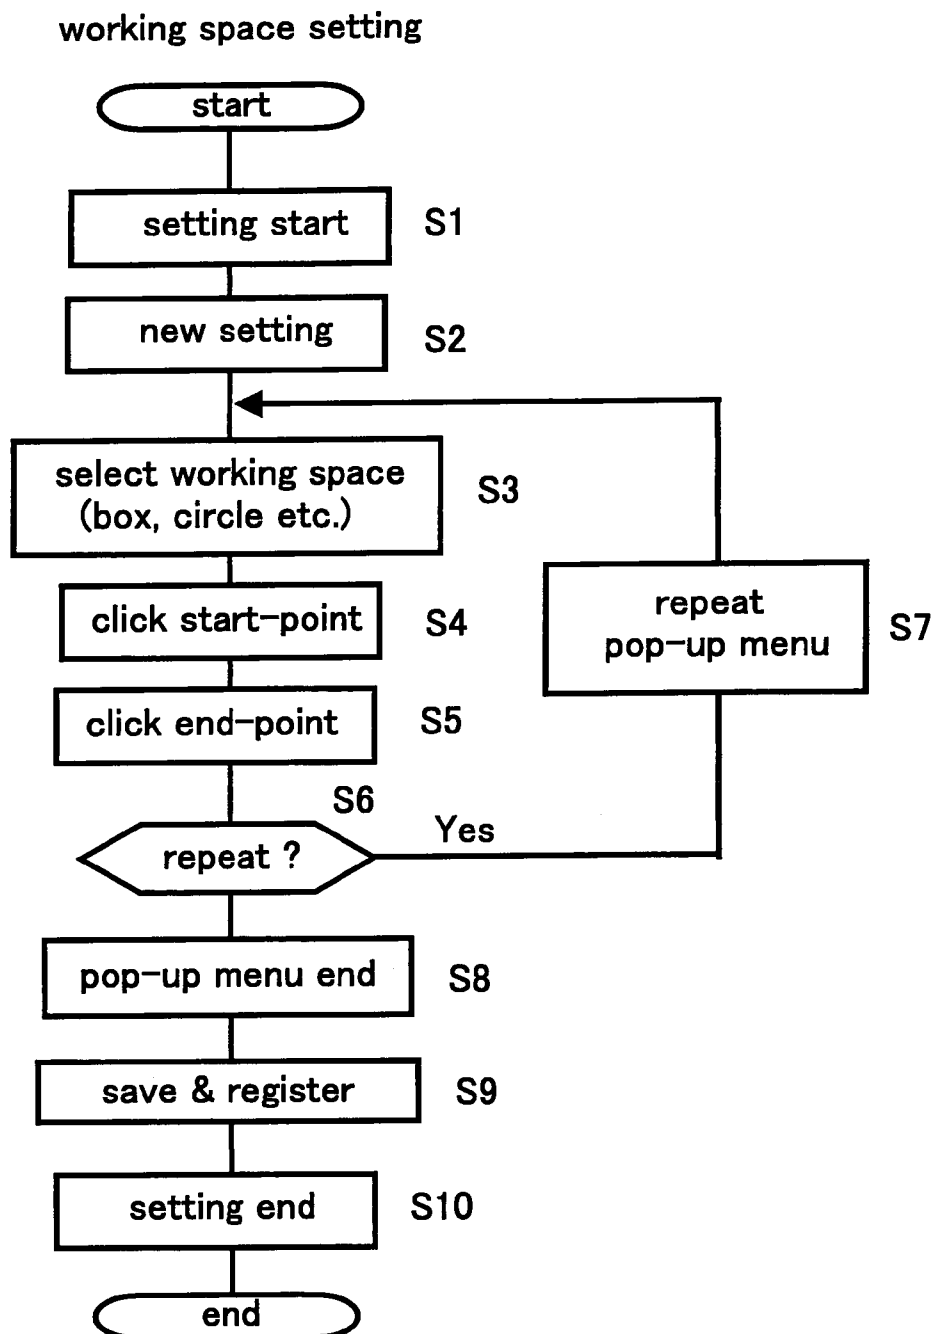 working space setting
start
setting start
S1
new setting
S2
select working space
(box, circle etc.)
S3
click start-point
S4
repeat
pop-up menu
S7
click end-point
S5
S6
repeat ?
Yes
pop-up menu end
S8
save & register
S9
setting end
S10
end